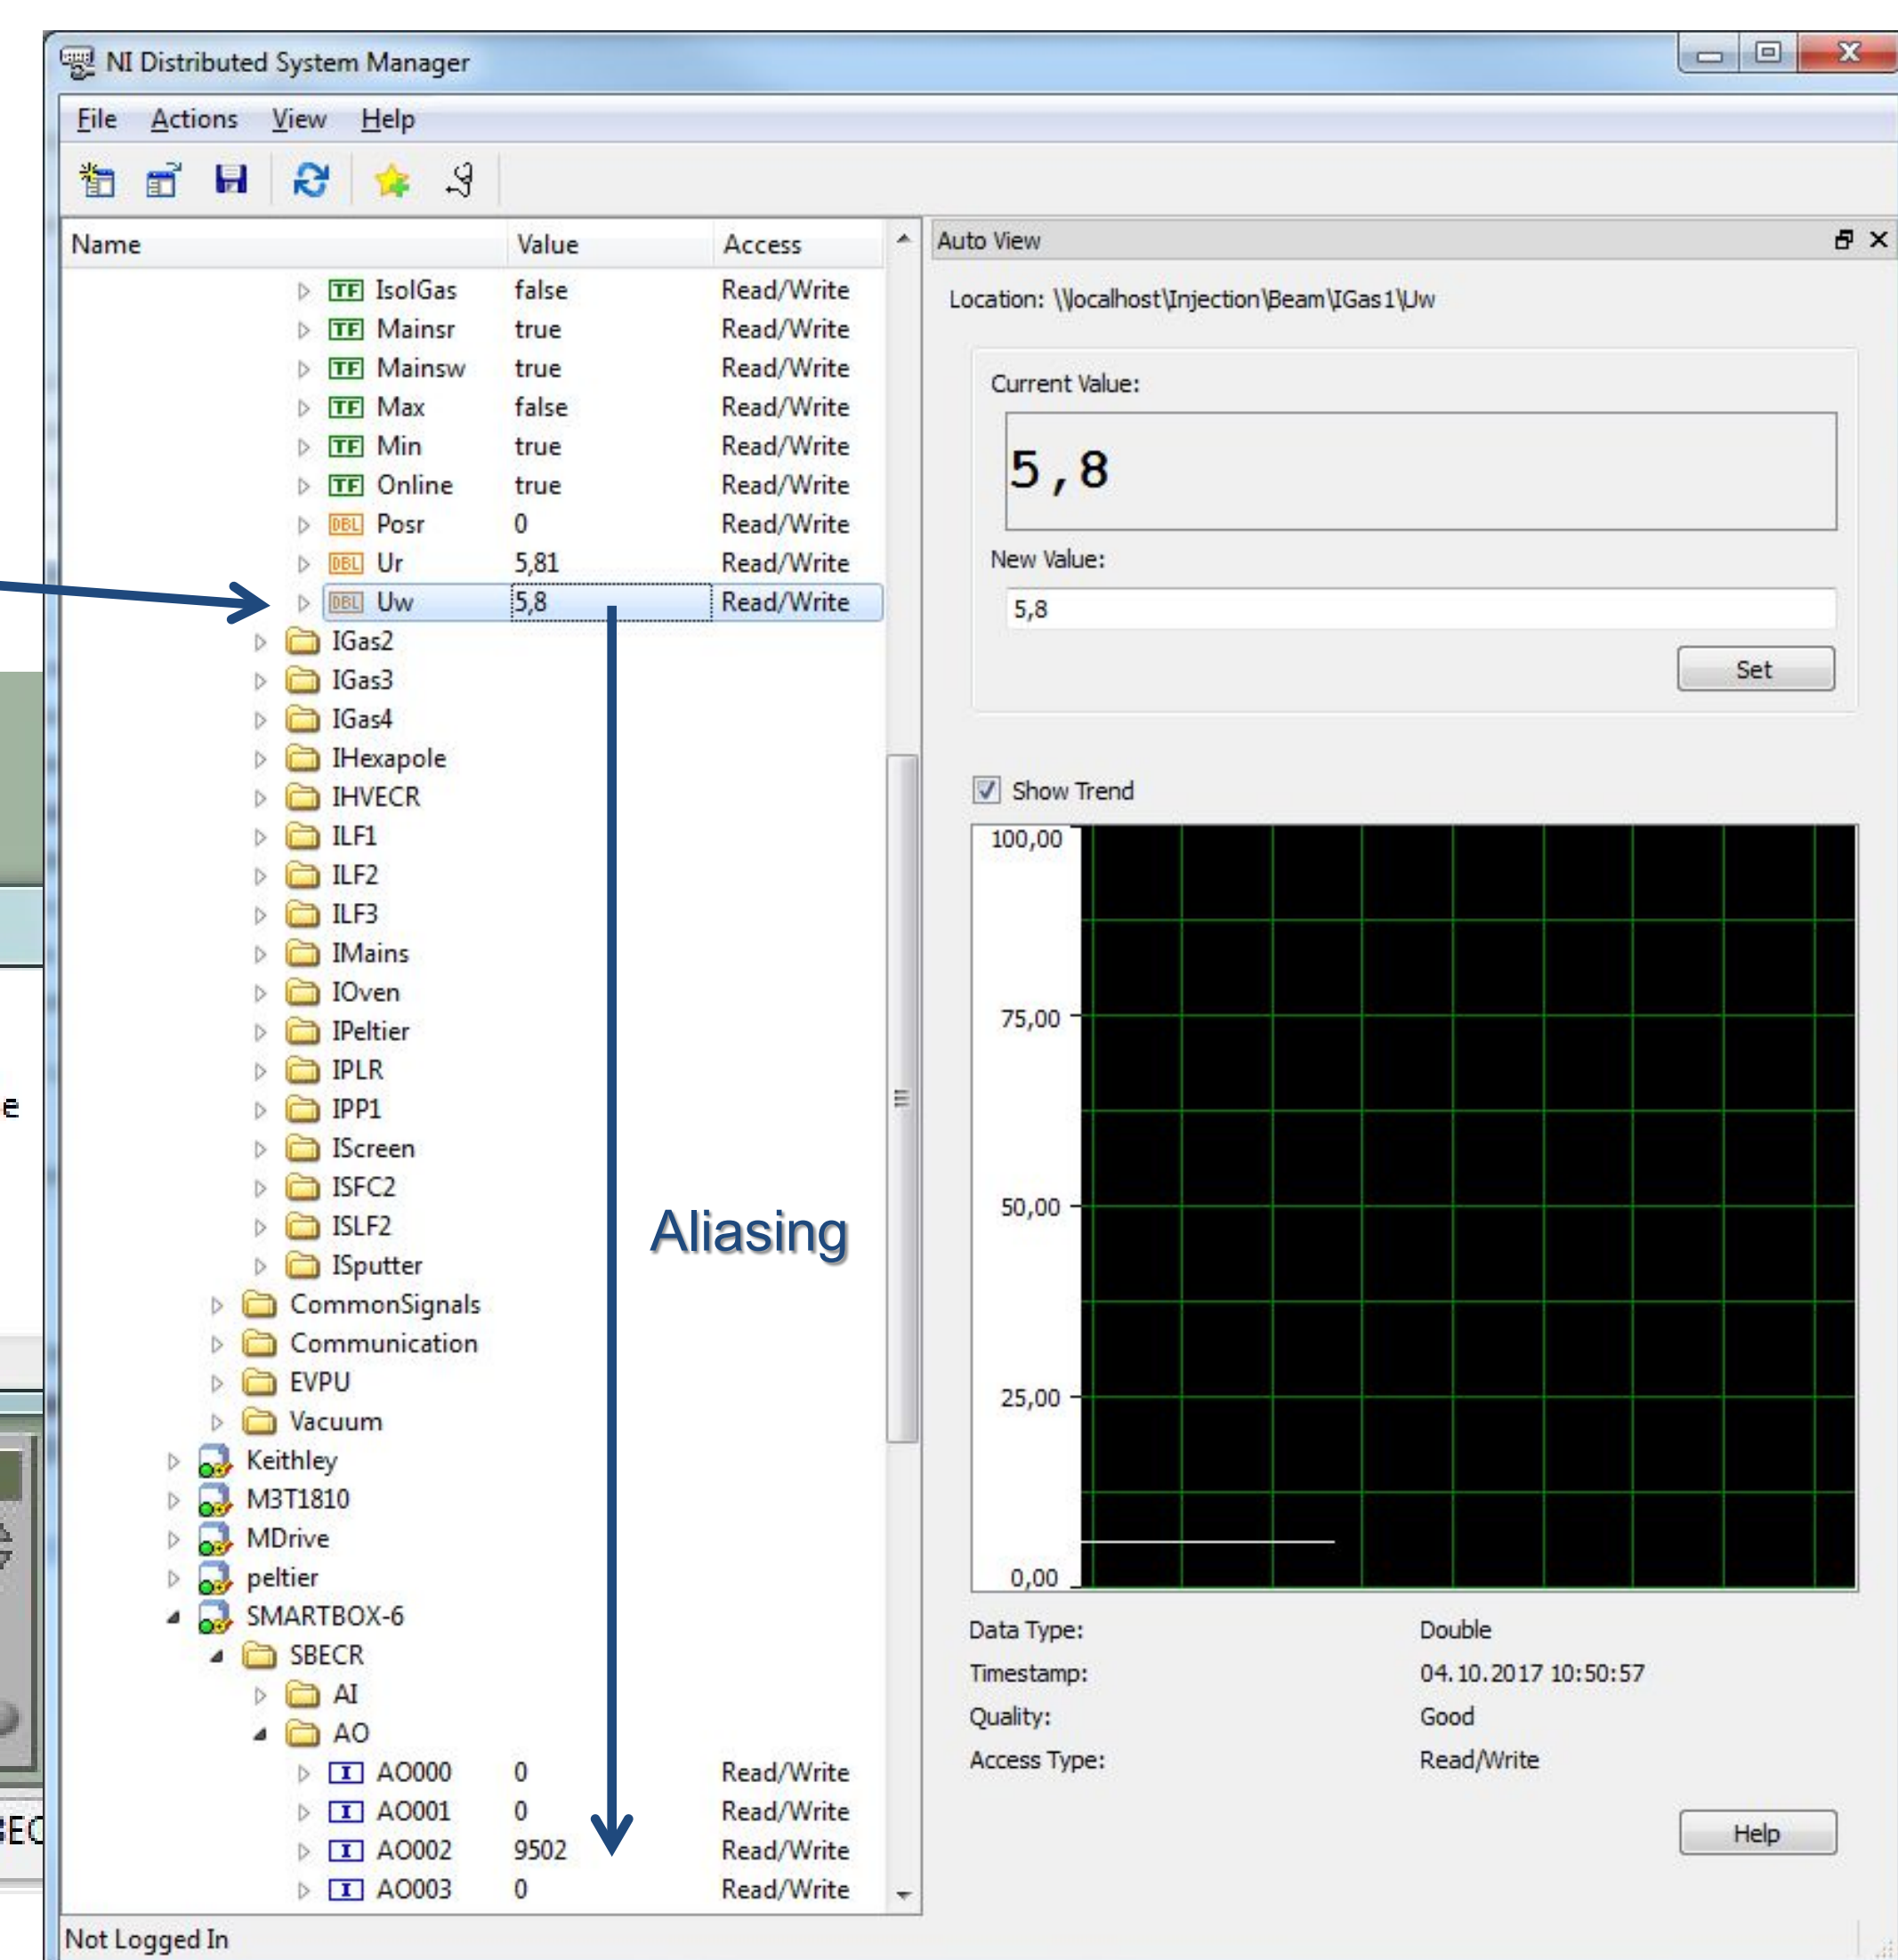 NI Distributed System Manager
File Actions View Help
Name Value Access
IsolGas false Read/Write
Mainsr true Read/Write
Mainsw true Read/Write
Max false Read/Write
Min true Read/Write
Online true Read/Write
Posr 0 Read/Write
Ur 5,81 Read/Write
Uw 5,8 Read/Write
IGas2
IGas3
IGas4
IHexapole
IHVECR
ILF1
ILF2
ILF3
IMains
IOven
IPeltier
IPLR
IPP1
IScreen
ISFC2
ISLF2
ISputter
CommonSignals
Communication
EVPU
Vacuum
Keithley
M3T1810
MDrive
peltier
SMARTBOX-6
SBECR
AI
AO
AO000 0 Read/Write
AO001 0 Read/Write
AO002 9502 Read/Write
AO003 0 Read/Write
Aliasing
Not Logged In
Auto View
Location: \\localhost\Injection\Beam\IGas1\Uw
Current Value:
5,8
New Value:
5,8
Set
Show Trend
100,00
75,00
50,00
25,00
0,00
Data Type: Double
Timestamp: 04.10.2017 10:50:57
Quality: Good
Access Type: Read/Write
Help